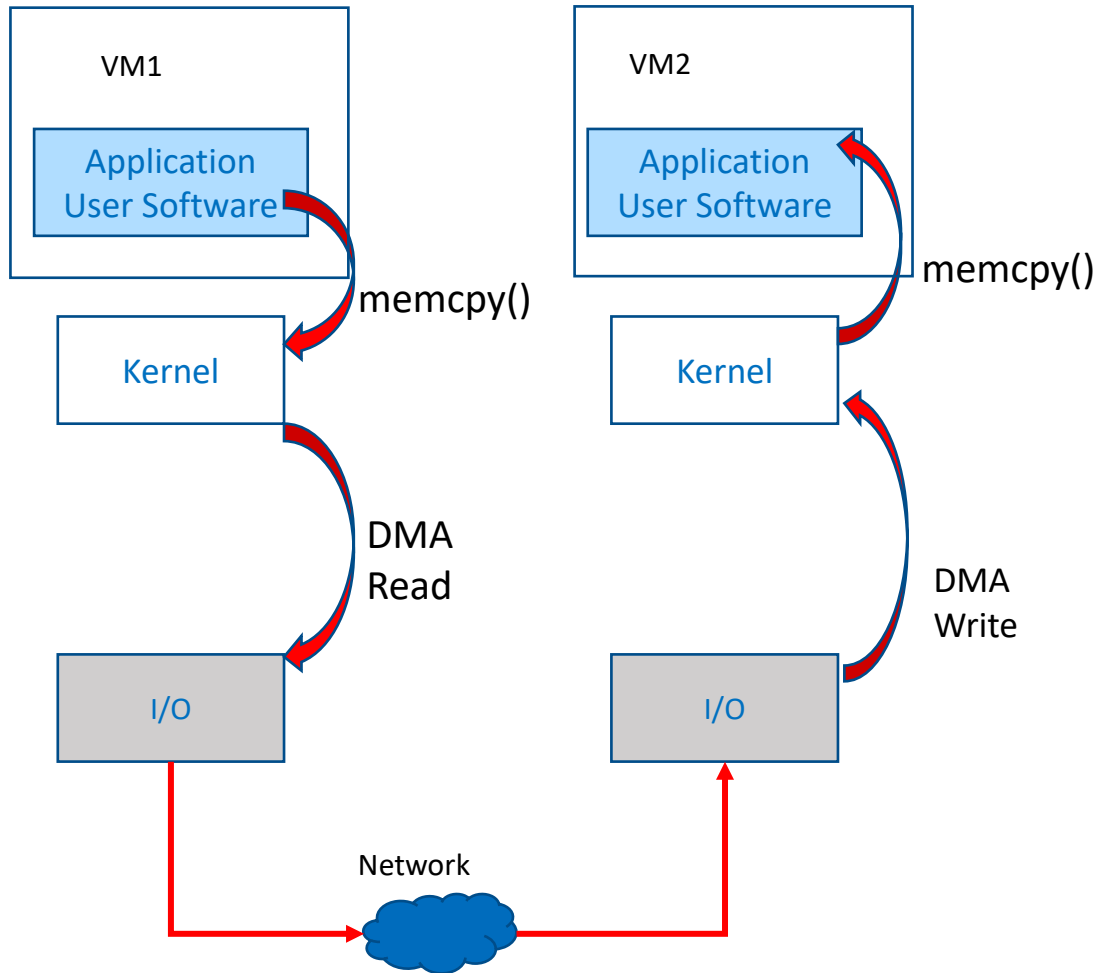 VM1
Application
User Software
memcpy()
Kernel
DMA
Read
I/O
VM2
Application
User Software
memcpy()
Kernel
DMA
Write
I/O
Network